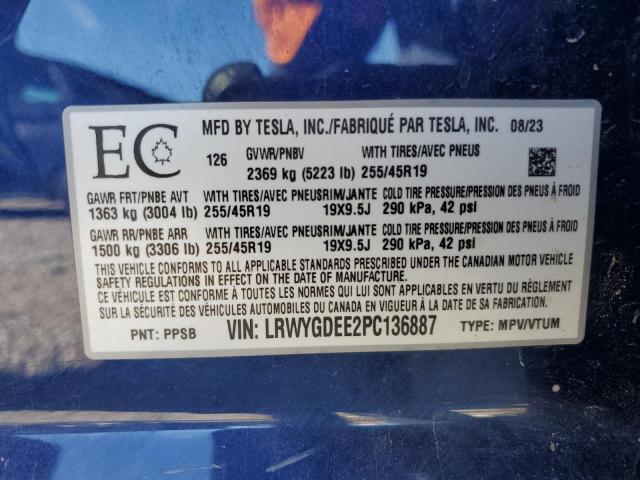 EC MFD BY TESLA, INC./FABRIQUÉ PAR TESLA, INC. 08/23
126 GVWR/PNBV WITH TIRES/AVEC PNEUS
2369 kg (5223 lb) 255/45R19
GAWR FRT/PNBE AVT WITH TIRES/AVEC PNEUS RIM/JANTE COLD TIRE PRESSURE/PRESSION DES PNEUS À FROID
1363 kg (3004 lb) 255/45R19 19X9.5J 290 kPa, 42 psi
GAWR RR/PNBE ARR WITH TIRES/AVEC PNEUS RIM/JANTE COLD TIRE PRESSURE/PRESSION DES PNEUS À FROID
1500 kg (3306 lb) 255/45R19 19X9.5J 290 kPa, 42 psi
THIS VEHICLE CONFORMS TO ALL APPLICABLE STANDARDS PRESCRIBED UNDER THE CANADIAN MOTOR VEHICLE
SAFETY REGULATIONS IN EFFECT ON THE DATE OF MANUFACTURE.
CE VÉHICULE EST CONFORME À TOUTES LES NORMES QUI LUI SONT APPLICABLES EN VERTU DU RÈGLEMENT
SUR LA SÉCURITÉ DES VÉHICULES AUTOMOBILES DU CANADA EN VIGUEUR À LA DATE DE SA FABRICATION.
PNT: PPSB VIN: LRWYGDEE2PC136887 TYPE: MPV/VTUM